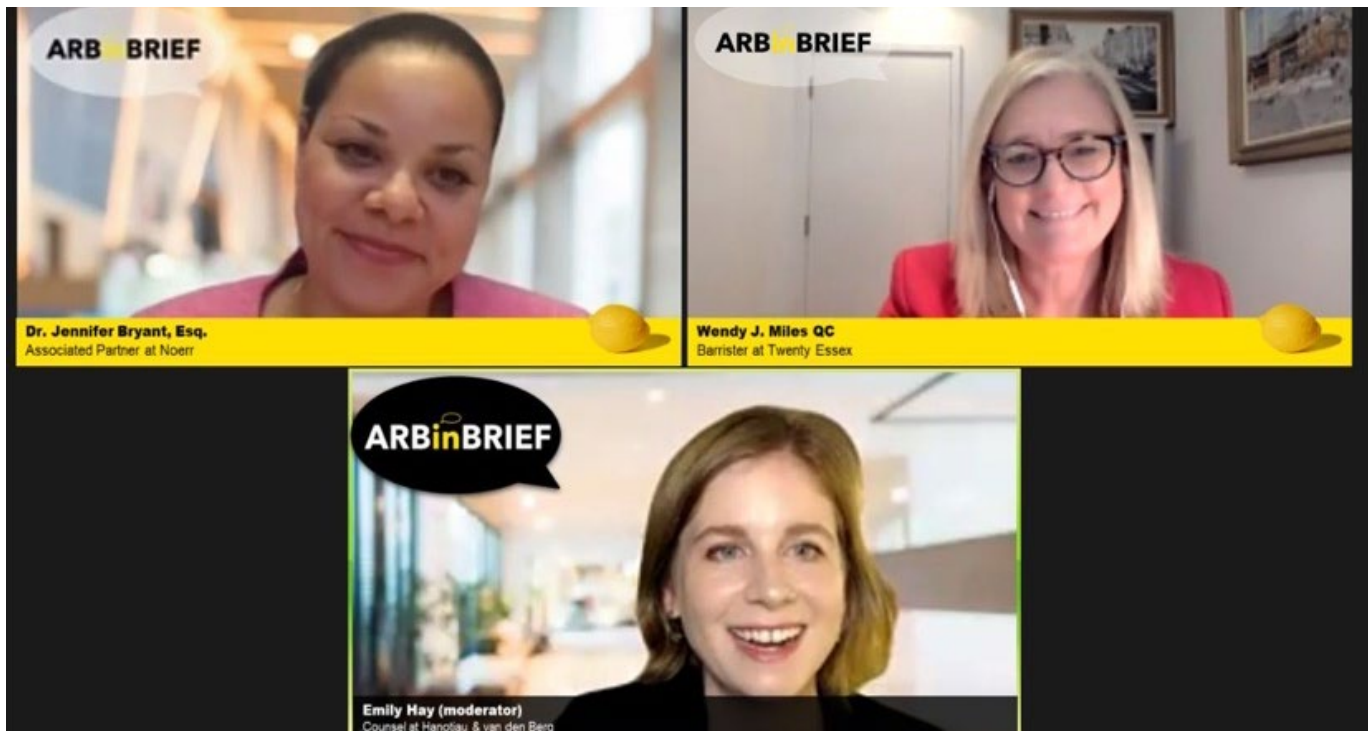 ARBinBRIEF
ARBinBRIEF
Dr. Jennifer Bryant, Esq.
Associated Partner at Noerr
Wendy J. Miles QC
Barrister at Twenty Essex
ARBinBRIEF
Emily Hay (moderator)
Counsel at Hanotiau & van den Berg